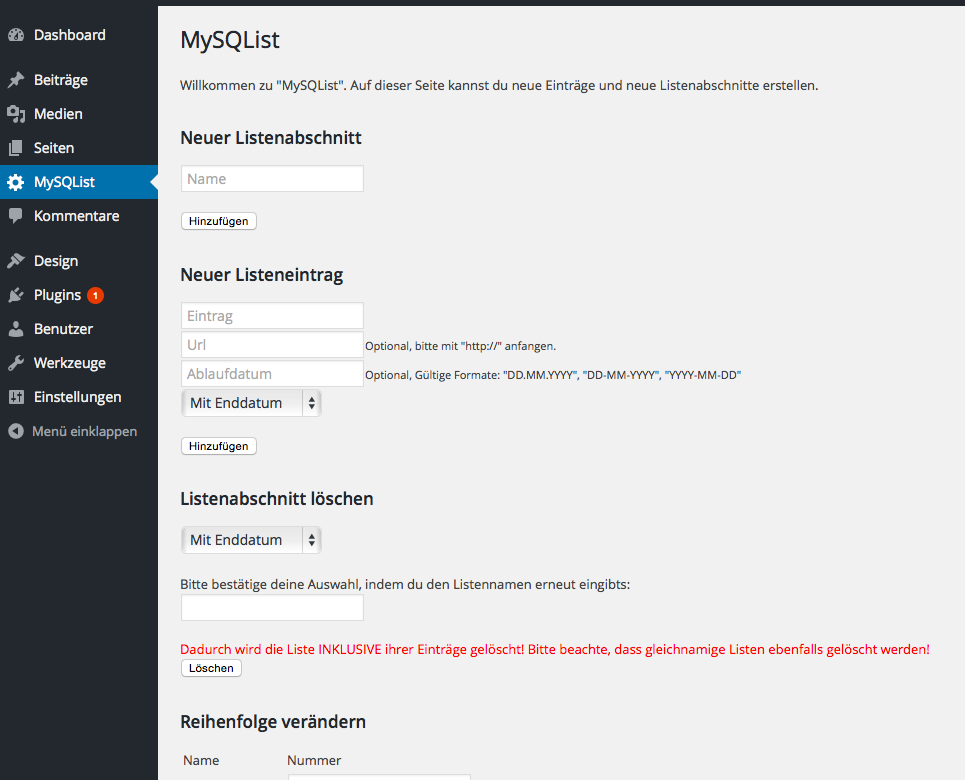 Dashboard
Beiträge
Medien
Seiten
MySQList
Kommentare
Design
Plugins 1
Benutzer
Werkzeuge
Einstellungen
Menü einklappen
MySQList
Willkommen zu "MySQList". Auf dieser Seite kannst du neue Einträge und neue Listenabschnitte erstellen.
Neuer Listenabschnitt
Name
Hinzufügen
Neuer Listeneintrag
Eintrag
Url Optional, bitte mit "http://" anfangen.
Ablaufdatum Optional, Gültige Formate: "DD.MM.YYYY", "DD-MM-YYYY", "YYYY-MM-DD"
Mit Enddatum
Hinzufügen
Listenabschnitt löschen
Mit Enddatum
Bitte bestätige deine Auswahl, indem du den Listennamen erneut eingibts:
Dadurch wird die Liste INKLUSIVE ihrer Einträge gelöscht! Bitte beachte, dass gleichnamige Listen ebenfalls gelöscht werden!
Löschen
Reihenfolge verändern
Name Nummer